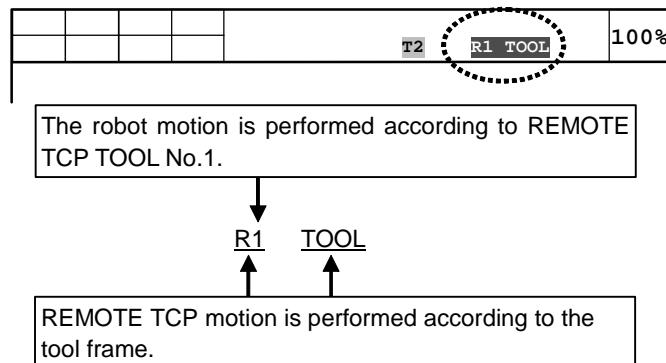 T2 R1 TOOL 100%
The robot motion is performed according to REMOTE
TCP TOOL No.1.
R1 TOOL
REMOTE TCP motion is performed according to the
tool frame.